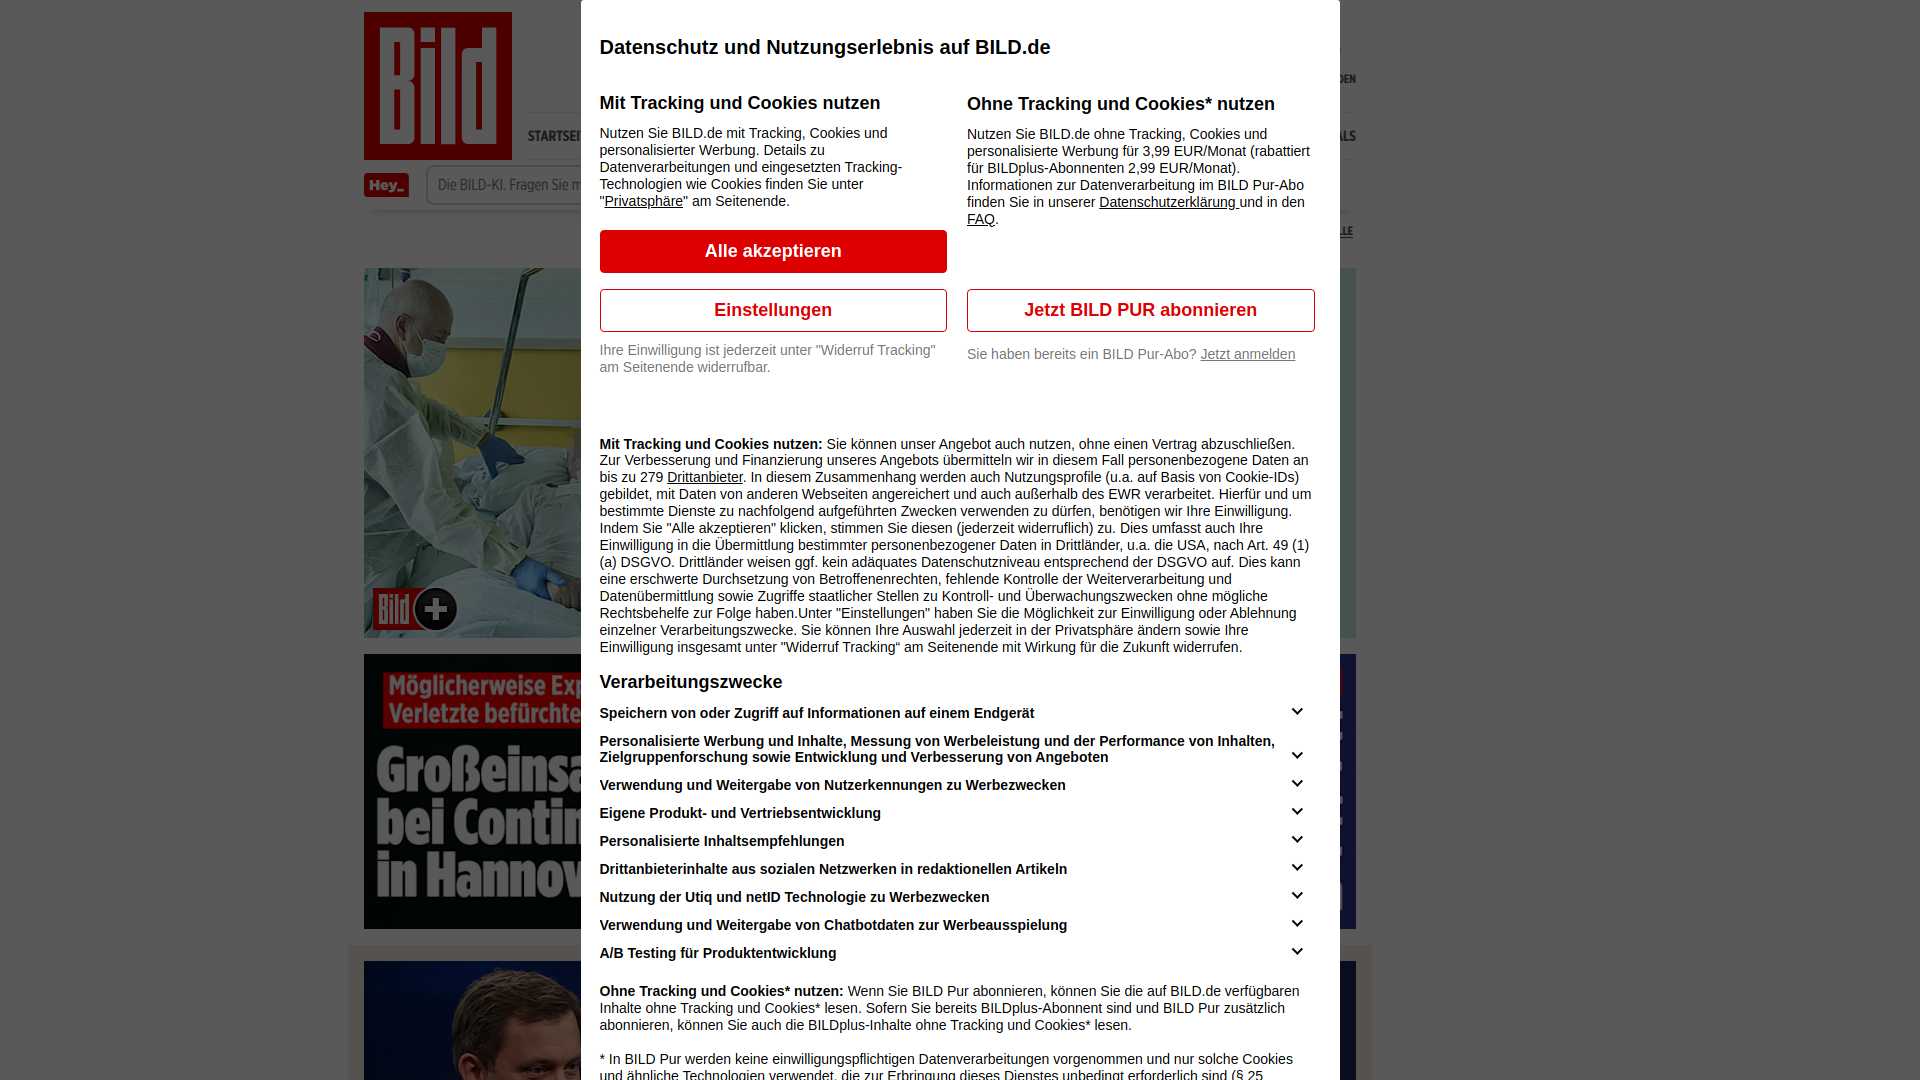 Bild
STARTSEI
Hey_
Die BILD-KI. Fragen Sie m
Bild
Möglicherweise Exp
Verletzte befürchte
Großeinsa
bei Contin
in Hannov
Datenschutz und Nutzungserlebnis auf BILD.de
Mit Tracking und Cookies nutzen
Nutzen Sie BILD.de mit Tracking, Cookies und
personalisierter Werbung. Details zu
Datenverarbeitungen und eingesetzten Tracking-
Technologien wie Cookies finden Sie unter
"Privatsphäre" am Seitenende.
Alle akzeptieren
Einstellungen
Ihre Einwilligung ist jederzeit unter "Widerruf Tracking"
am Seitenende widerrufbar.
Ohne Tracking und Cookies* nutzen
Nutzen Sie BILD.de ohne Tracking, Cookies und
personalisierte Werbung für 3,99 EUR/Monat (rabattiert
für BILDplus-Abonnenten 2,99 EUR/Monat).
Informationen zur Datenverarbeitung im BILD Pur-Abo
finden Sie in unserer Datenschutzerklärung und in den
FAQ.
Jetzt BILD PUR abonnieren
Sie haben bereits ein BILD Pur-Abo? Jetzt anmelden
Mit Tracking und Cookies nutzen: Sie können unser Angebot auch nutzen, ohne einen Vertrag abzuschließen.
Zur Verbesserung und Finanzierung unseres Angebots übermitteln wir in diesem Fall personenbezogene Daten an
bis zu 279 Drittanbieter. In diesem Zusammenhang werden auch Nutzungsprofile (u.a. auf Basis von Cookie-IDs)
gebildet, mit Daten von anderen Webseiten angereichert und auch außerhalb des EWR verarbeitet. Hierfür und um
bestimmte Dienste zu nachfolgend aufgeführten Zwecken verwenden zu dürfen, benötigen wir Ihre Einwilligung.
Indem Sie "Alle akzeptieren" klicken, stimmen Sie diesen (jederzeit widerruflich) zu. Dies umfasst auch Ihre
Einwilligung in die Übermittlung bestimmter personenbezogener Daten in Drittländer, u.a. die USA, nach Art. 49 (1)
(a) DSGVO. Drittländer weisen ggf. kein adäquates Datenschutzniveau entsprechend der DSGVO auf. Dies kann
eine erschwerte Durchsetzung von Betroffenenrechten, fehlende Kontrolle der Weiterverarbeitung und
Datenübermittlung sowie Zugriffe staatlicher Stellen zu Kontroll- und Überwachungszwecken ohne mögliche
Rechtsbehelfe zur Folge haben.Unter "Einstellungen" haben Sie die Möglichkeit zur Einwilligung oder Ablehnung
einzelner Verarbeitungszwecke. Sie können Ihre Auswahl jederzeit in der Privatsphäre ändern sowie Ihre
Einwilligung insgesamt unter "Widerruf Tracking“ am Seitenende mit Wirkung für die Zukunft widerrufen.
Verarbeitungszwecke
Speichern von oder Zugriff auf Informationen auf einem Endgerät
Personalisierte Werbung und Inhalte, Messung von Werbeleistung und der Performance von Inhalten,
Zielgruppenforschung sowie Entwicklung und Verbesserung von Angeboten
Verwendung und Weitergabe von Nutzerkennungen zu Werbezwecken
Eigene Produkt- und Vertriebsentwicklung
Personalisierte Inhaltsempfehlungen
Drittanbieterinhalte aus sozialen Netzwerken in redaktionellen Artikeln
Nutzung der Utiq und netID Technologie zu Werbezwecken
Verwendung und Weitergabe von Chatbotdaten zur Werbeausspielung
A/B Testing für Produktentwicklung
Ohne Tracking und Cookies* nutzen: Wenn Sie BILD Pur abonnieren, können Sie die auf BILD.de verfügbaren
Inhalte ohne Tracking und Cookies* lesen. Sofern Sie bereits BILDplus-Abonnent sind und BILD Pur zusätzlich
abonnieren, können Sie auch die BILDplus-Inhalte ohne Tracking und Cookies* lesen.
* In BILD Pur werden keine einwilligungspflichtigen Datenverarbeitungen vorgenommen und nur solche Cookies
und ähnliche Technologien verwendet, die zur Erbringung dieses Dienstes unbedingt erforderlich sind (§ 25